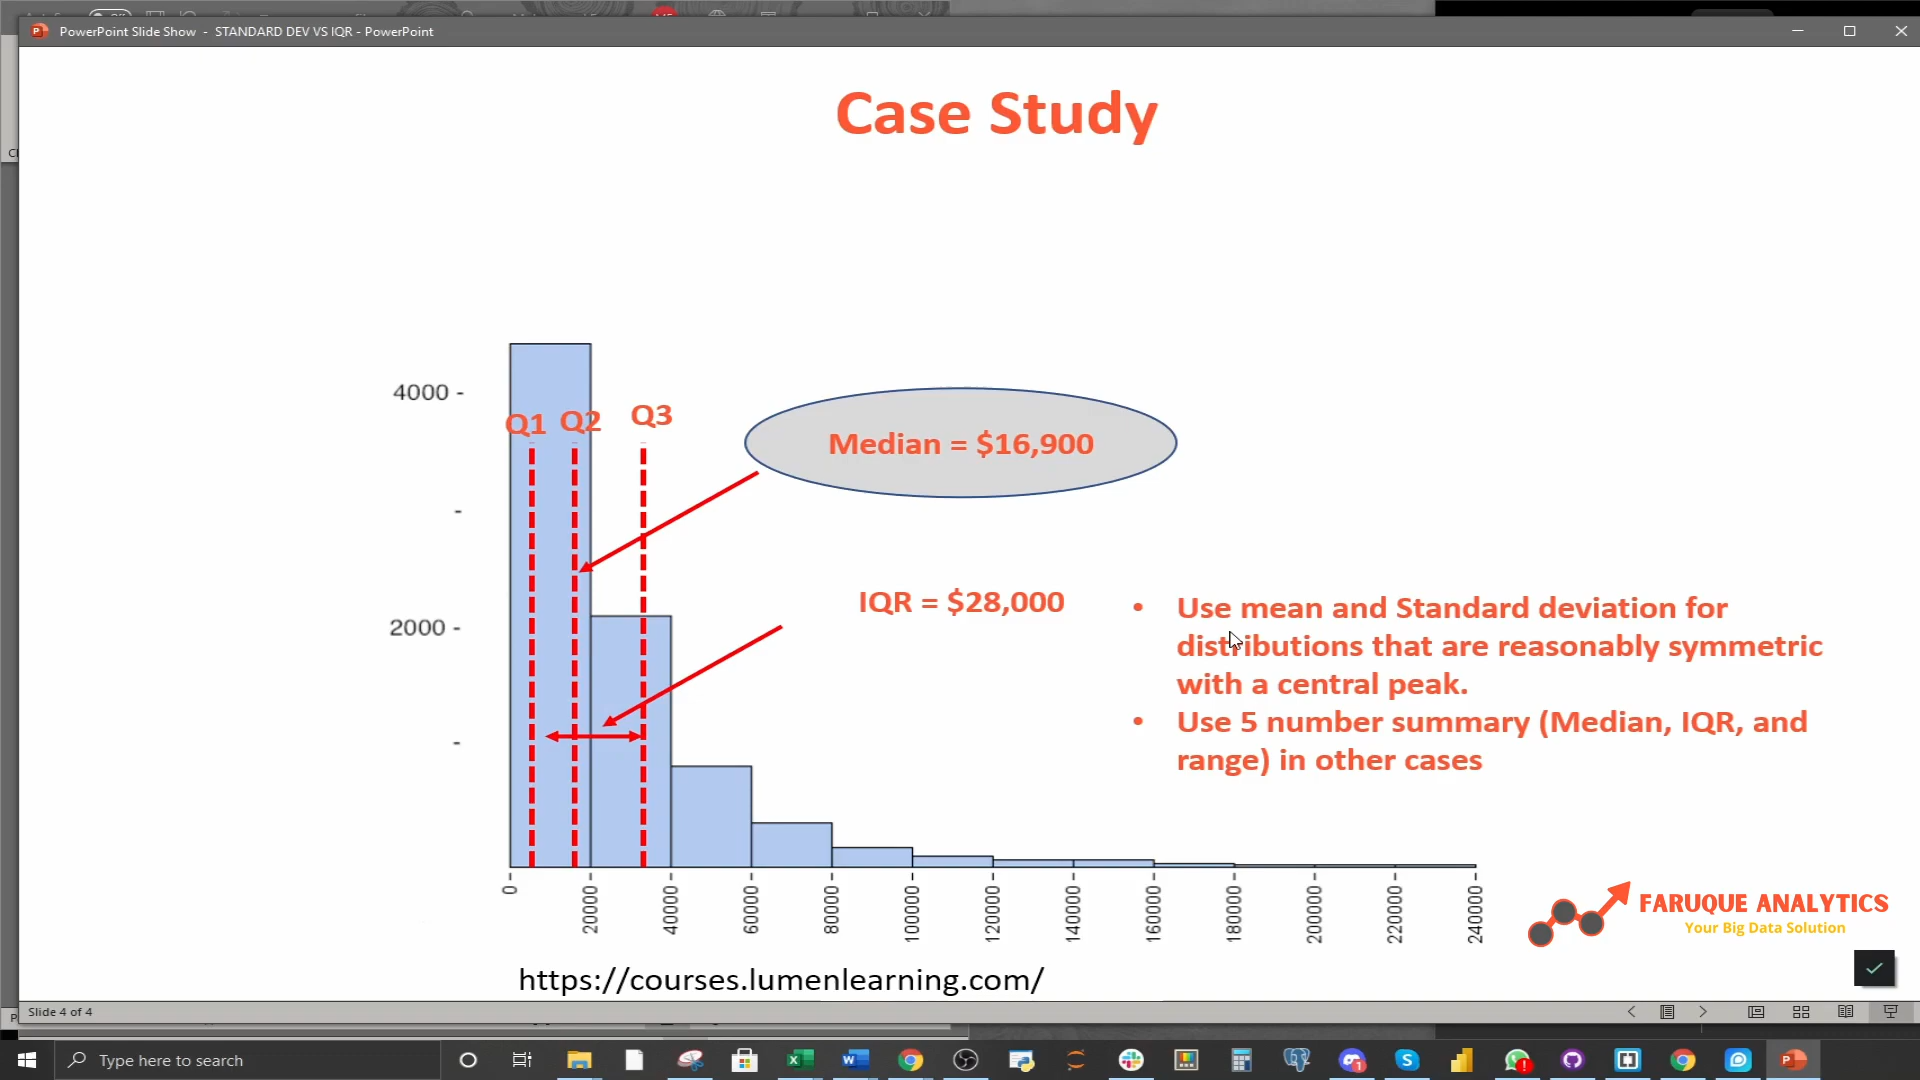 PowerPoint Slide Show - STANDARD DEV VS IQR - PowerPoint
Case Study
4000 -
Q1 Q2 Q3
Median = $16,900
-
IQR = $28,000
2000 -
• Use mean and Standard deviation for
distributions that are reasonably symmetric
with a central peak.
• Use 5 number summary (Median, IQR, and
range) in other cases
-
0 20000 40000 60000 80000 100000 120000 140000 160000 180000 200000 220000 240000
FARUQUE ANALYTICS
Your Big Data Solution
https://courses.lumenlearning.com/
Slide 4 of 4
Type here to search